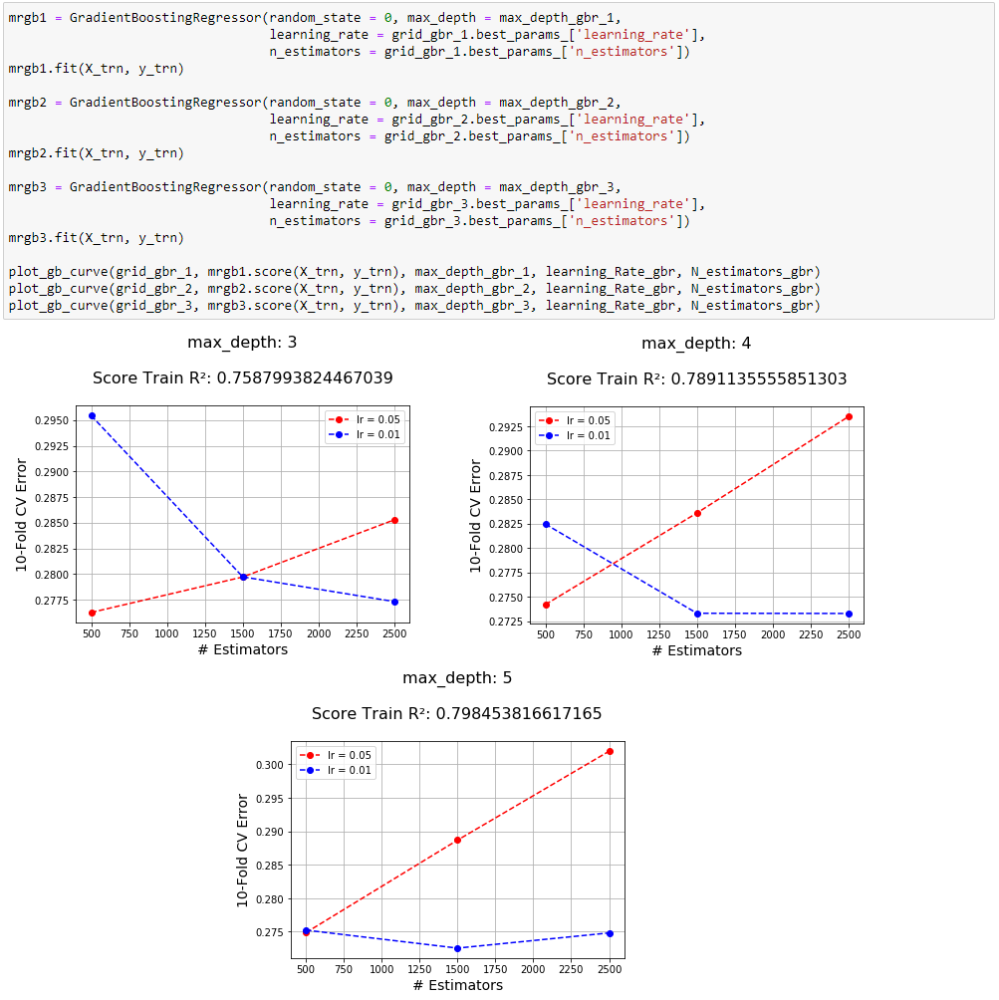 mrgb1 = GradientBoostingRegressor(random_state = 0, max_depth = max_depth_gbr_1,
learning_rate = grid_gbr_1.best_params_['learning_rate'],
n_estimators = grid_gbr_1.best_params_['n_estimators'])
mrgb1.fit(X_trn, y_trn)
mrgb2 = GradientBoostingRegressor(random_state = 0, max_depth = max_depth_gbr_2,
learning_rate = grid_gbr_2.best_params_['learning_rate'],
n_estimators = grid_gbr_2.best_params_['n_estimators'])
mrgb2.fit(X_trn, y_trn)
mrgb3 = GradientBoostingRegressor(random_state = 0, max_depth = max_depth_gbr_3,
learning_rate = grid_gbr_3.best_params_['learning_rate'],
n_estimators = grid_gbr_3.best_params_['n_estimators'])
mrgb3.fit(X_trn, y_trn)
plot_gb_curve(grid_gbr_1, mrgb1.score(X_trn, y_trn), max_depth_gbr_1, learning_Rate_gbr, N_estimators_gbr)
plot_gb_curve(grid_gbr_2, mrgb2.score(X_trn, y_trn), max_depth_gbr_2, learning_Rate_gbr, N_estimators_gbr)
plot_gb_curve(grid_gbr_3, mrgb3.score(X_trn, y_trn), max_depth_gbr_3, learning_Rate_gbr, N_estimators_gbr)
max_depth: 3
Score Train R²: 0.7587993824467039
lr = 0.05
lr = 0.01
10-Fold CV Error
0.2950
0.2925
0.2900
0.2875
0.2850
0.2825
0.2800
0.2775
500 750 1000 1250 1500 1750 2000 2250 2500
# Estimators
max_depth: 4
Score Train R²: 0.7891135555851303
lr = 0.05
lr = 0.01
10-Fold CV Error
0.2925
0.2900
0.2875
0.2850
0.2825
0.2800
0.2775
0.2750
0.2725
500 750 1000 1250 1500 1750 2000 2250 2500
# Estimators
max_depth: 5
Score Train R²: 0.798453816617165
lr = 0.05
lr = 0.01
10-Fold CV Error
0.300
0.295
0.290
0.285
0.280
0.275
500 750 1000 1250 1500 1750 2000 2250 2500
# Estimators